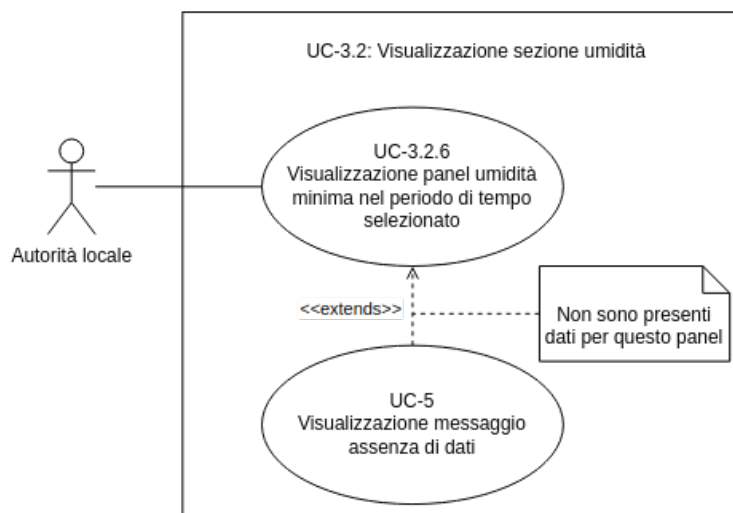 UC-3.2: Visualizzazione sezione umidità
UC-3.2.6
Visualizzazione panel umidità
minima nel periodo di tempo
selezionato
Autorità locale
<<extends>>
Non sono presenti
dati per questo panel
UC-5
Visualizzazione messaggio
assenza di dati